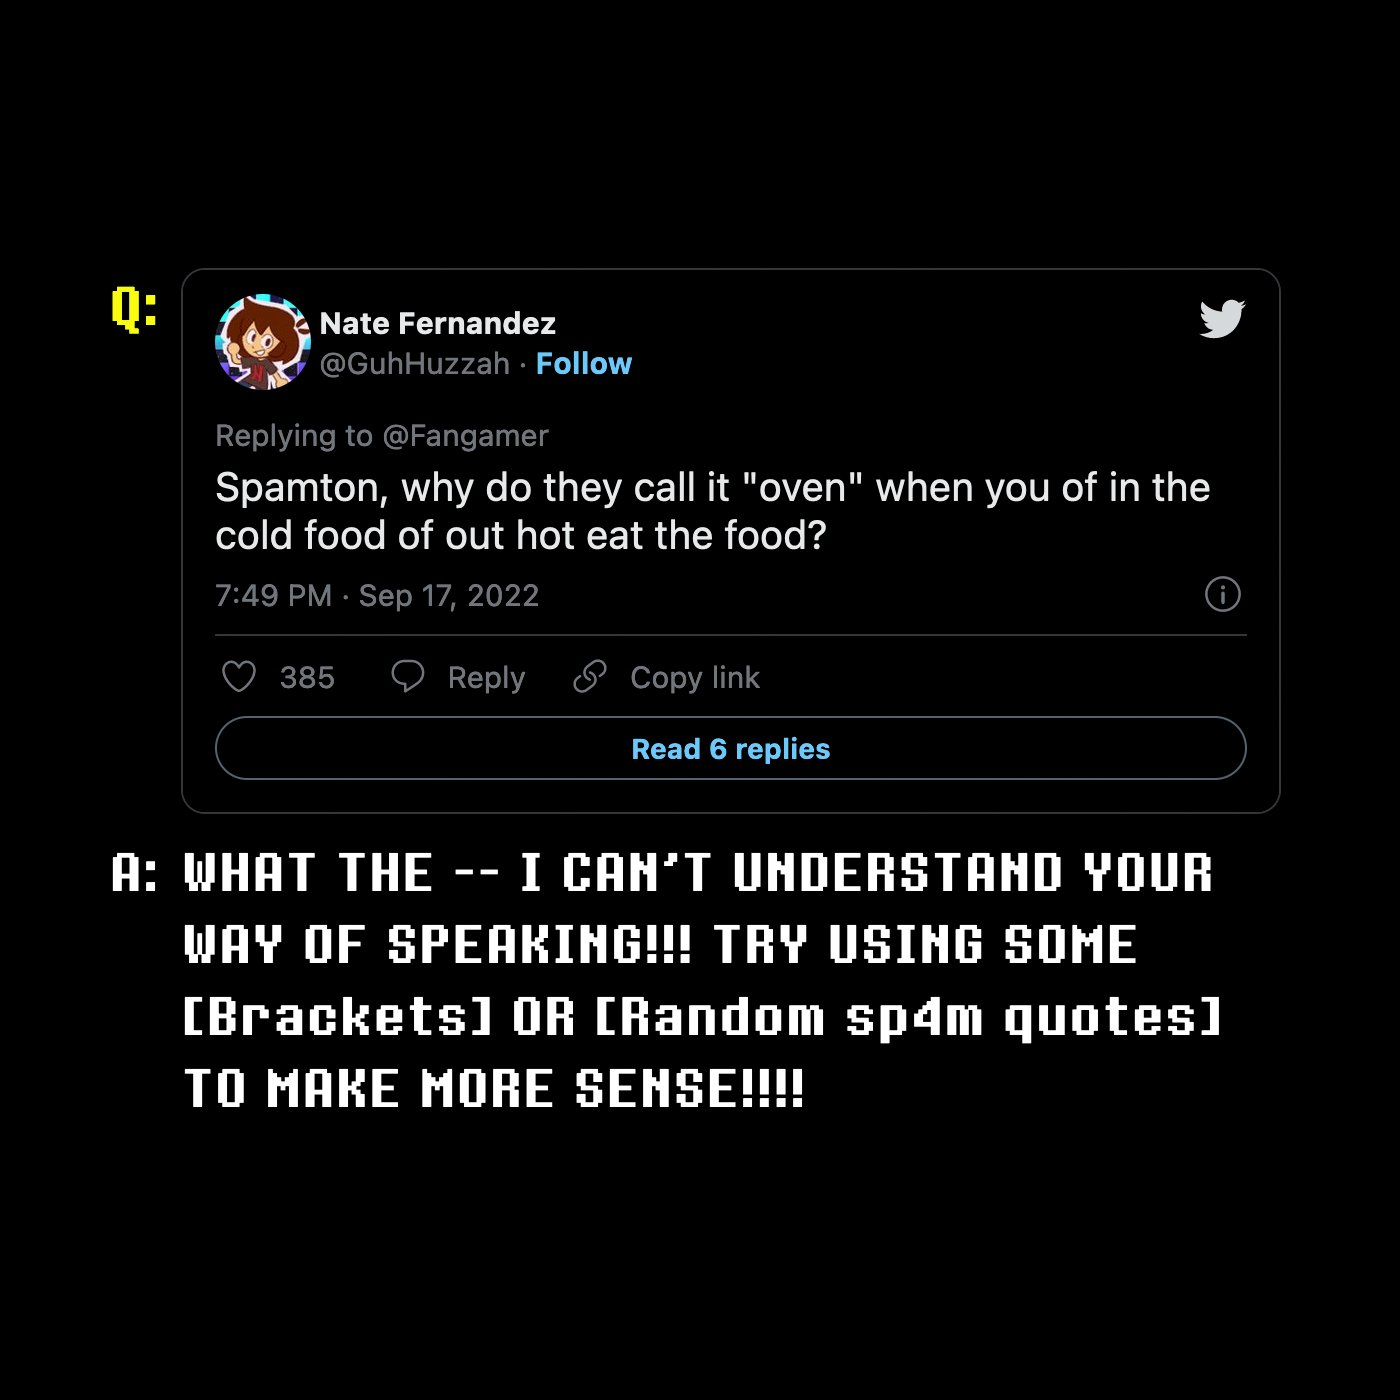 Q:
Nate Fernandez
@GuhHuzzah · Follow
Replying to @Fangamer
Spamton, why do they call it "oven" when you of in the
cold food of out hot eat the food?
7:49 PM · Sep 17, 2022
385 Reply Copy link
Read 6 replies
A: WHAT THE -- I CAN'T UNDERSTAND YOUR
WAY OF SPEAKING!!! TRY USING SOME
[Brackets] OR [Random sp4m quotes]
TO MAKE MORE SENSE!!!!